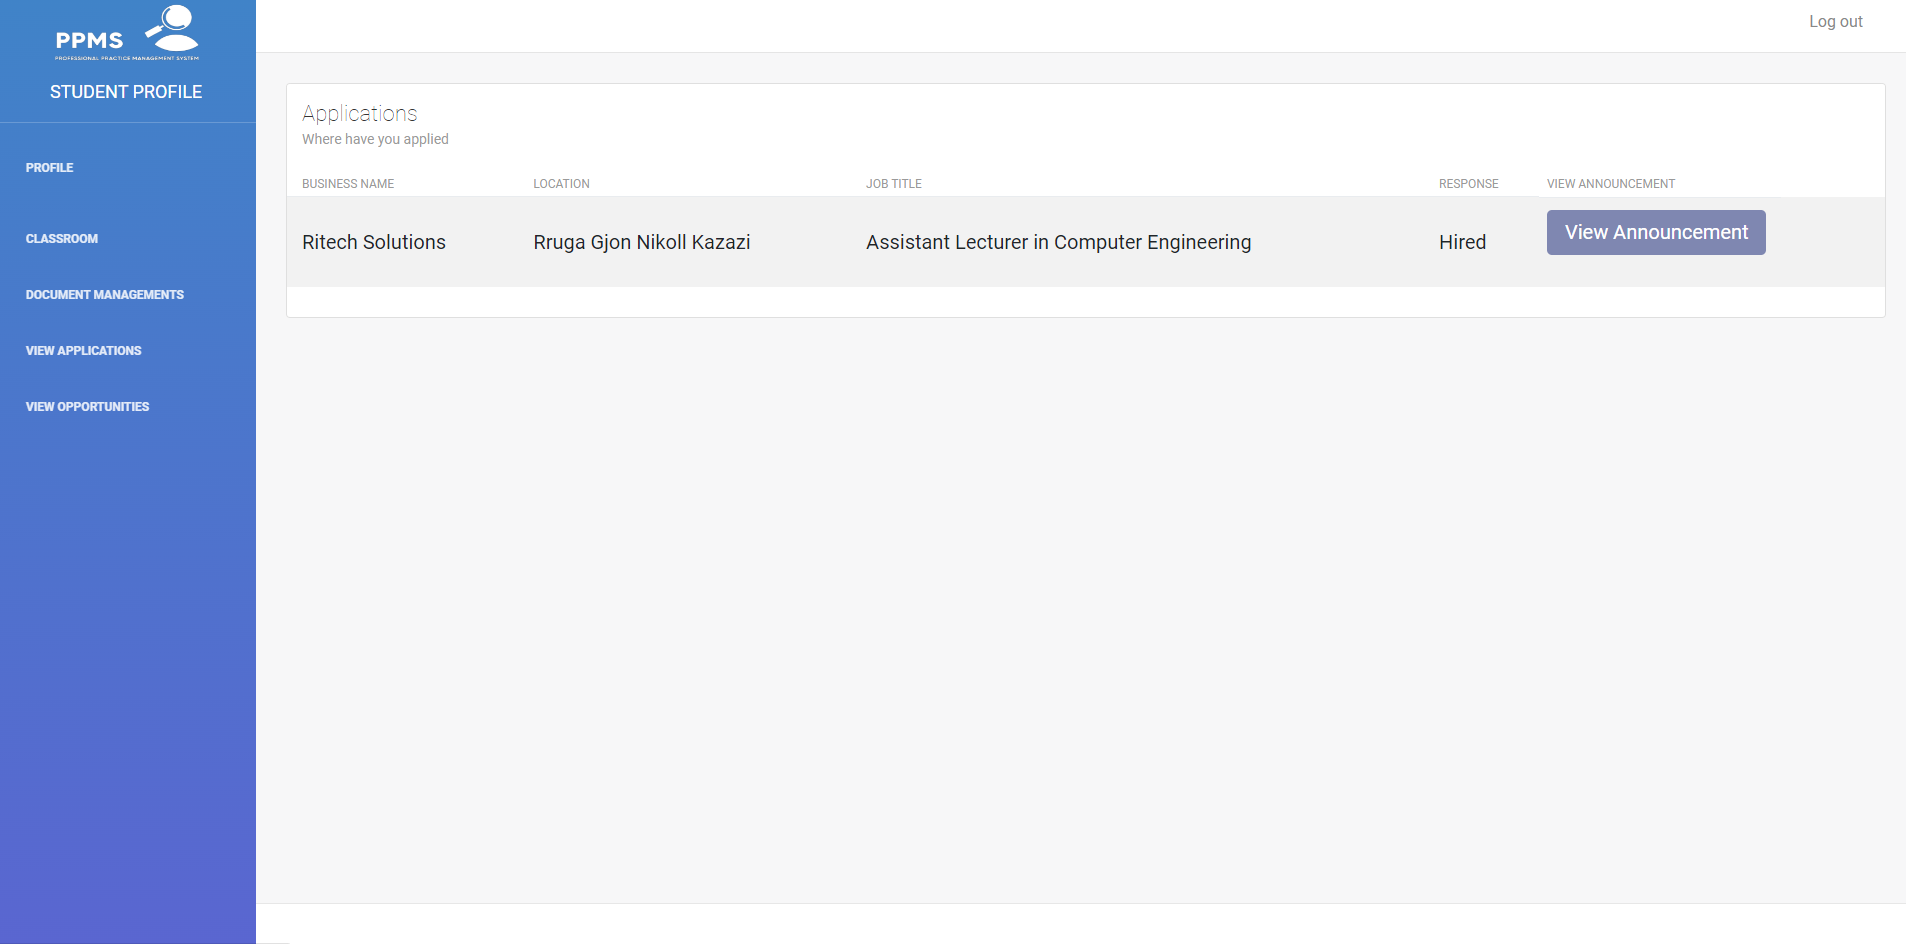 PPMS
PROFESSIONAL PRACTICE MANAGEMENT SYSTEM
STUDENT PROFILE
PROFILE
CLASSROOM
DOCUMENT MANAGEMENTS
VIEW APPLICATIONS
VIEW OPPORTUNITIES
Log out
Applications
Where have you applied
BUSINESS NAME LOCATION JOB TITLE RESPONSE VIEW ANNOUNCEMENT
Ritech Solutions Rruga Gjon Nikoll Kazazi Assistant Lecturer in Computer Engineering Hired View Announcement